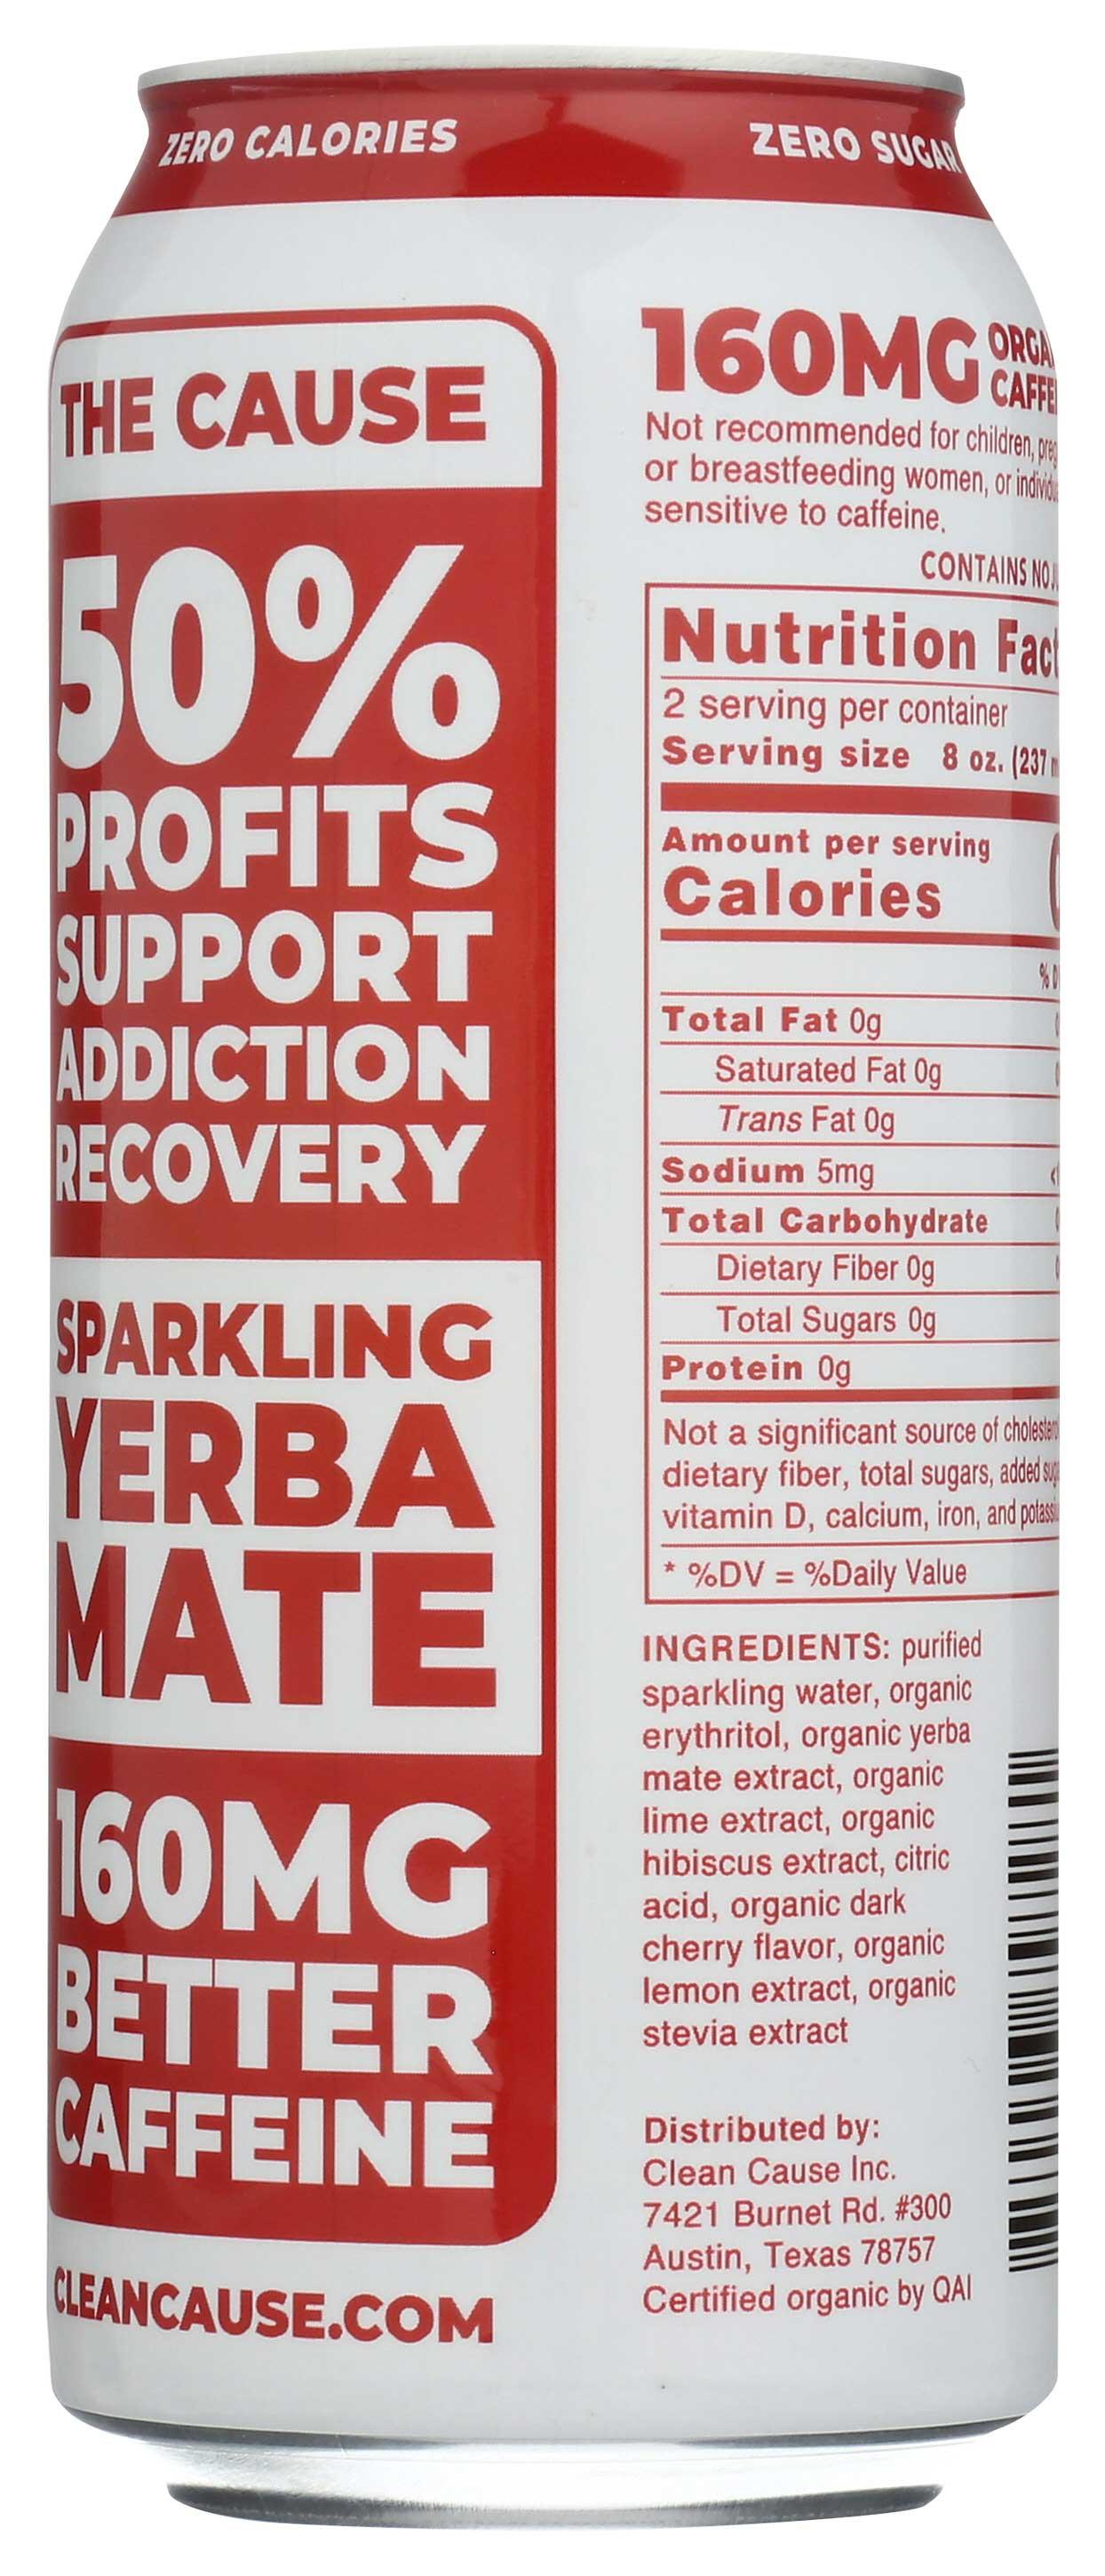 ZERO CALORIES
ZERO SUGAR
THE CAUSE
50%
PROFITS
SUPPORT
ADDICTION
RECOVERY
SPARKLING
YERBA
MATE
160MG
BETTER
CAFFEINE
CLEANCAUSE.COM
160MG
Not recommended for children,
or breastfeeding women, or
sensitive to caffeine.
CONTAINS NO
Nutrition
2 serving per container
Serving size 8 oz. (237
Amount per serving
Calories
%
Total Fat 0g
Saturated Fat 0g
Trans Fat 0g
Sodium 5mg
Total Carbohydrate
Dietary Fiber 0g
Total Sugars 0g
Protein 0g
Not a significant source of
dietary fiber, total sugars, added
vitamin D, calcium, iron, and
* %DV = %Daily Value
INGREDIENTS: purified
sparkling water, organic
erythritol, organic yerba
mate extract, organic
lime extract, organic
hibiscus extract, citric
acid, organic dark
cherry flavor, organic
lemon extract, organic
stevia extract
Distributed by:
Clean Cause Inc.
7421 Burnet Rd. #300
Austin, Texas 78757
Certified organic by QAI